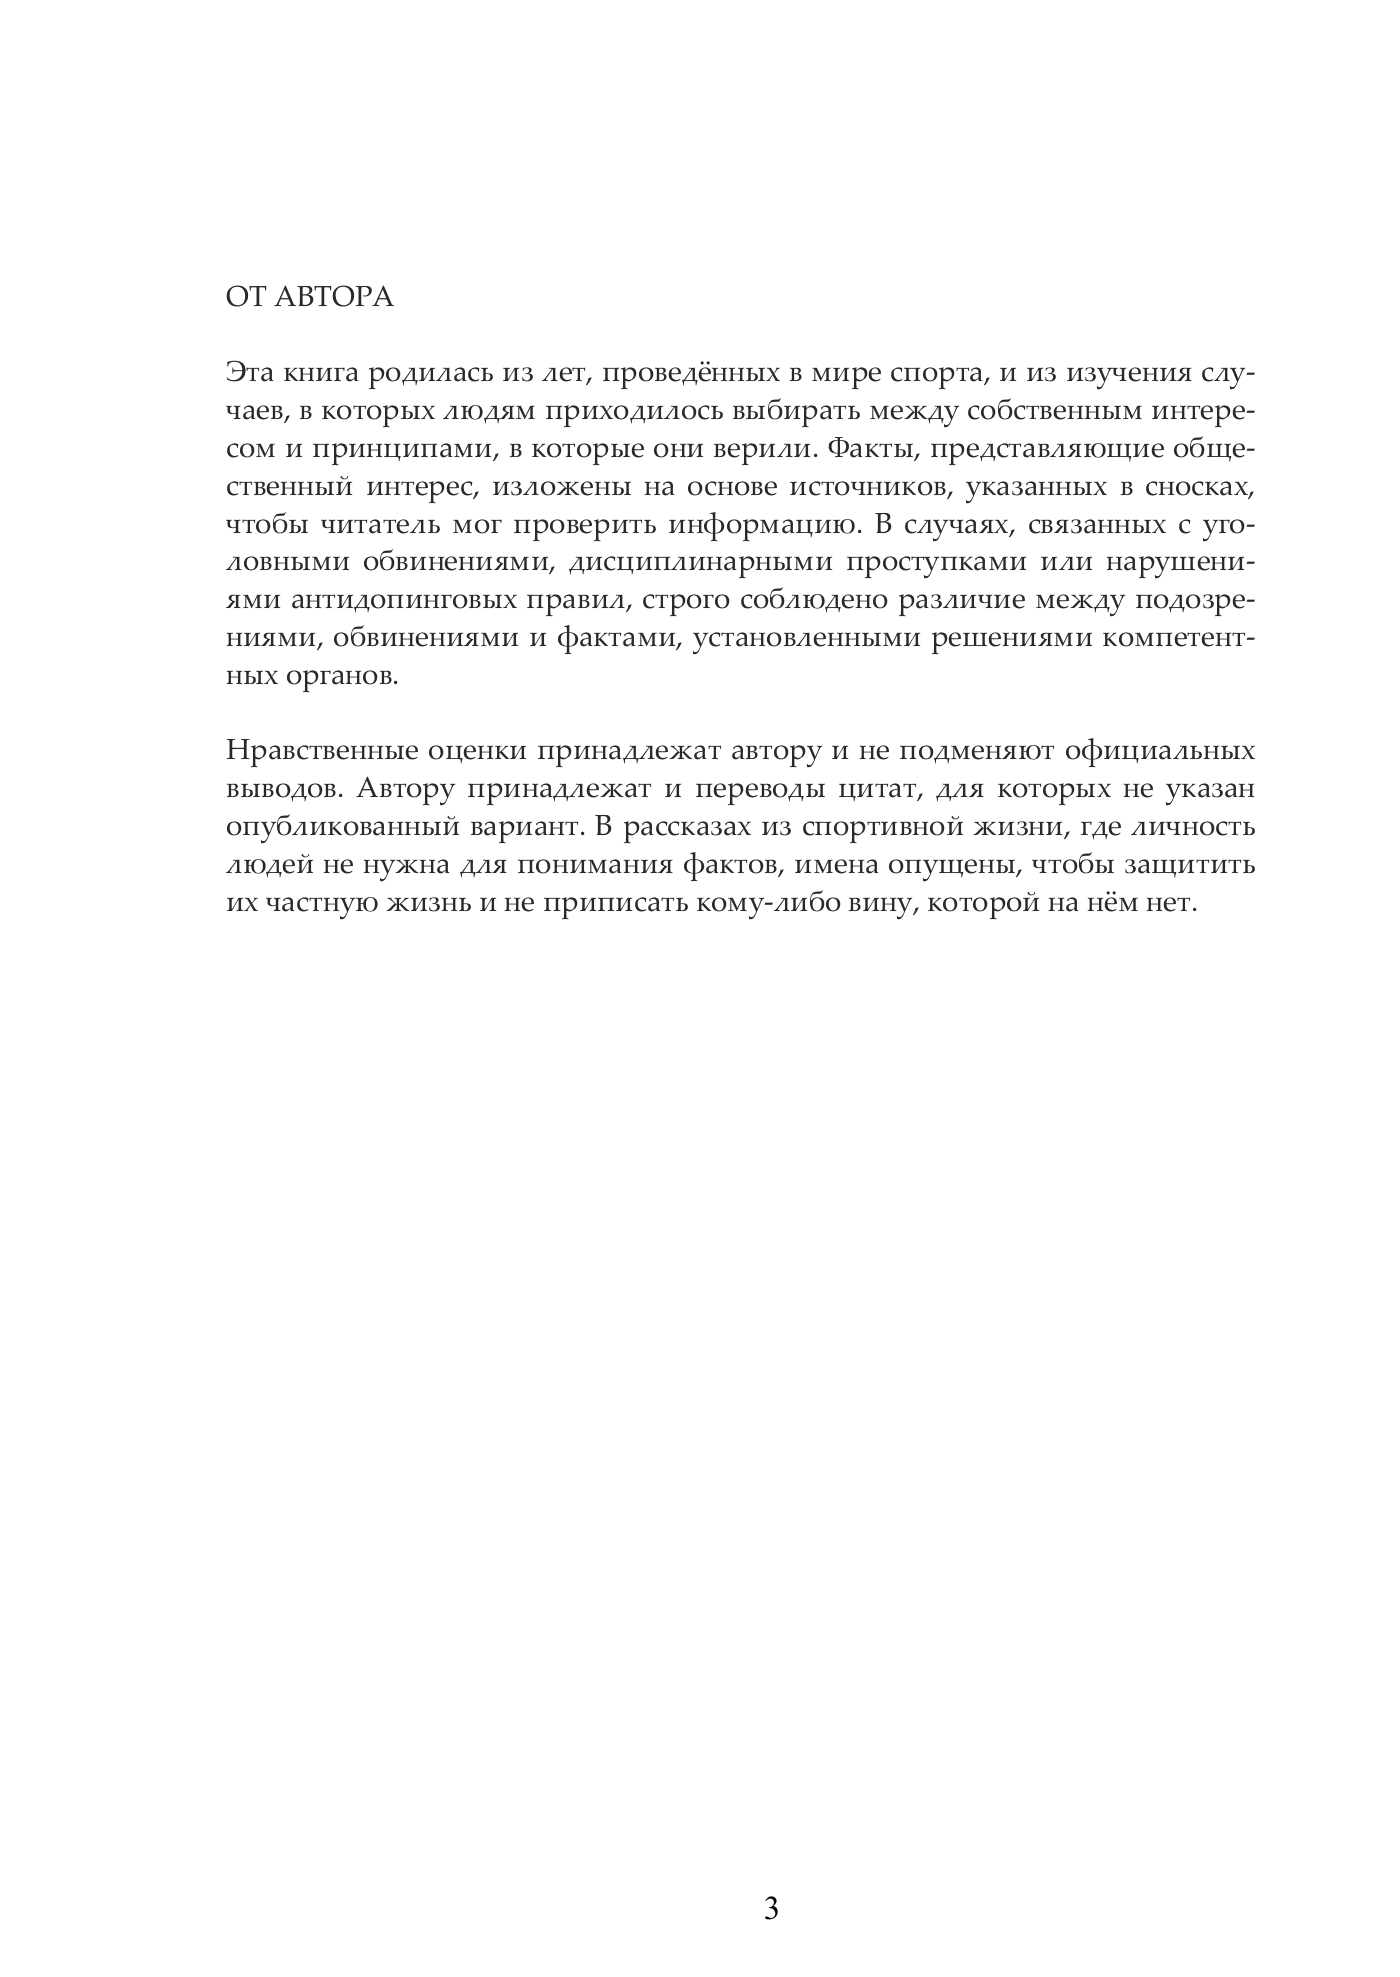 ОТ АВТОРА
Эта книга родилась из лет, проведённых в мире спорта, и из изучения слу-
чаев, в которых людям приходилось выбирать между собственным интере-
сом и принципами, в которые они верили. Факты, представляющие обще-
ственный интерес, изложены на основе источников, указанных в сносках,
чтобы читатель мог проверить информацию. В случаях, связанных с уго-
ловными обвинениями, дисциплинарными проступками или нарушени-
ями антидопинговых правил, строго соблюдено различие между подозре-
ниями, обвинениями и фактами, установленными решениями компетент-
ных органов.
Нравственные оценки принадлежат автору и не подменяют официальных
выводов. Автору принадлежат и переводы цитат, для которых не указан
опубликованный вариант. В рассказах из спортивной жизни, где личность
людей не нужна для понимания фактов, имена опущены, чтобы защитить
их частную жизнь и не приписать кому-либо вину, которой на нём нет.
3